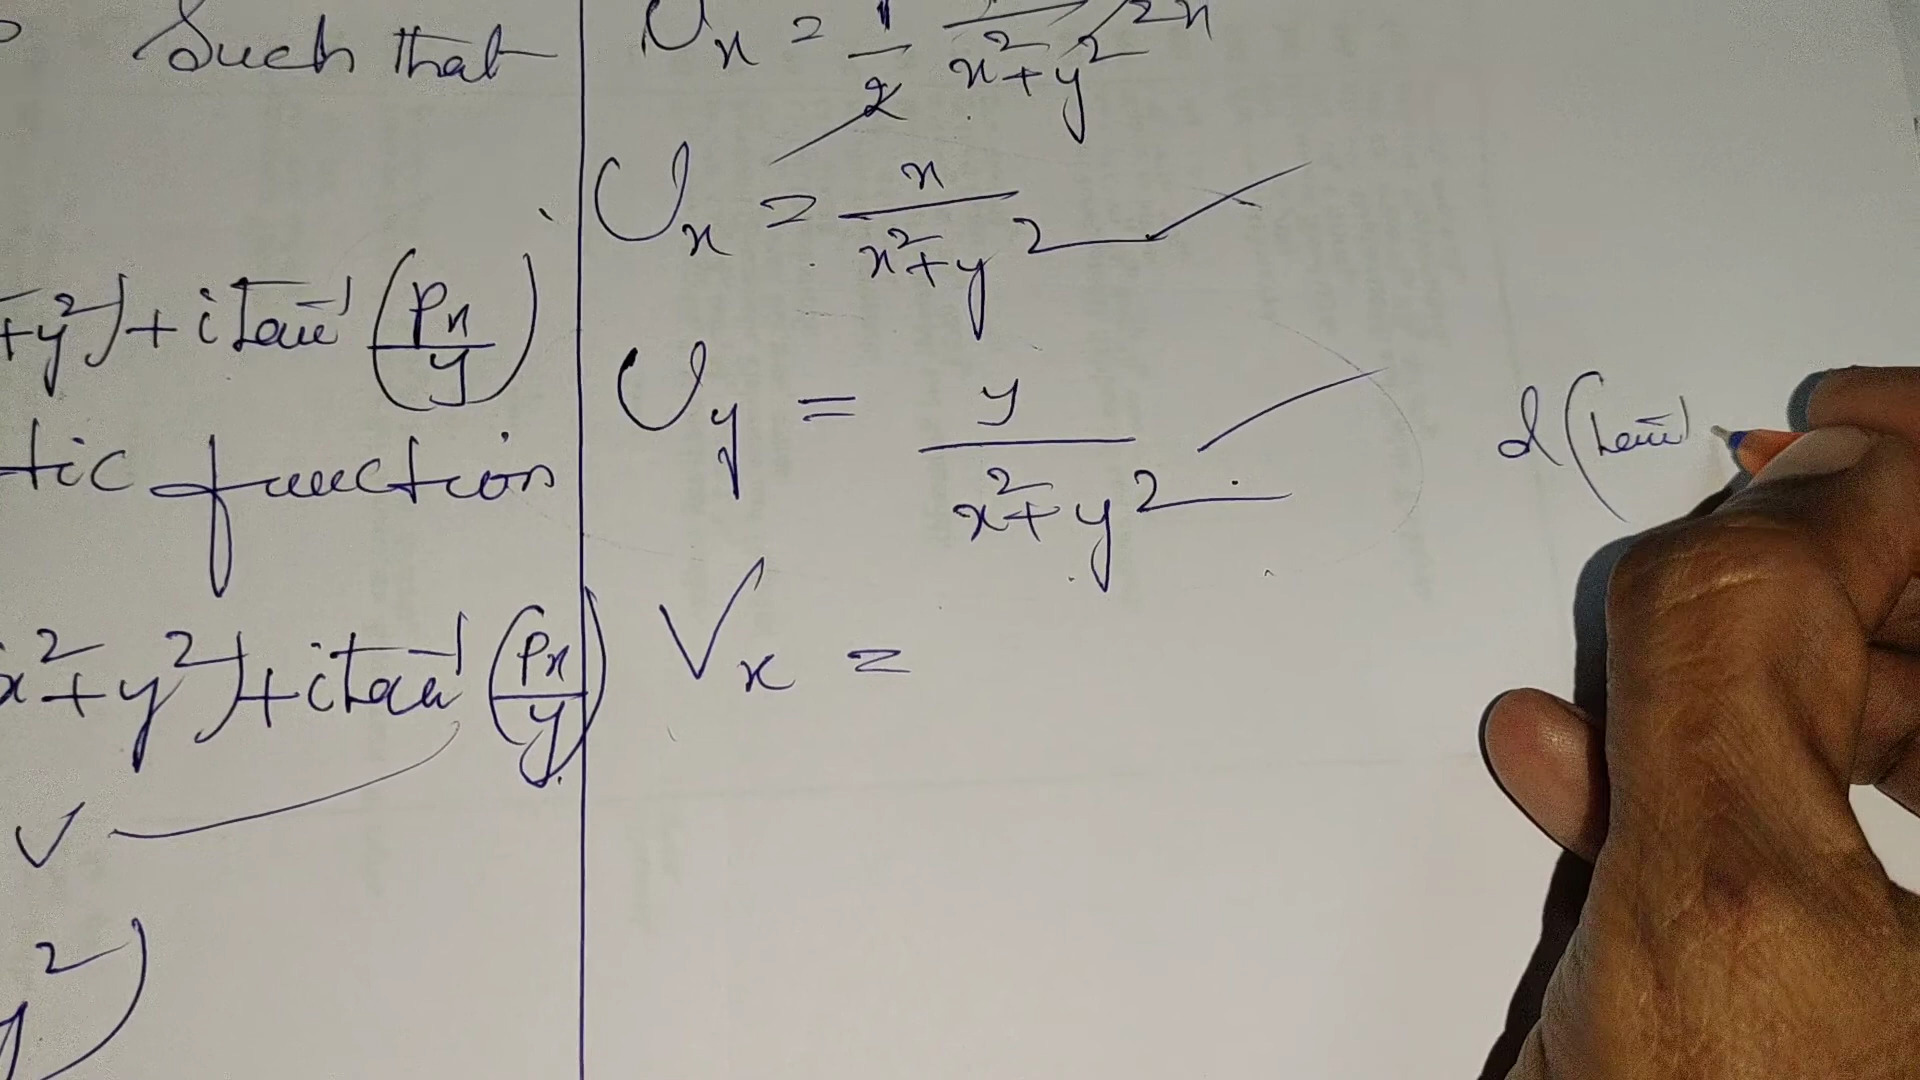 Such that
+y²) + i tan⁻¹ (px/y)
tic function
x²+y²) + i tan⁻¹ (px/y)
V
²)
Ux = 1/2 x²+y² 2x
Ux = x/x²+y²
Uy = y/x²+y²
Vx =
d(tan⁻¹